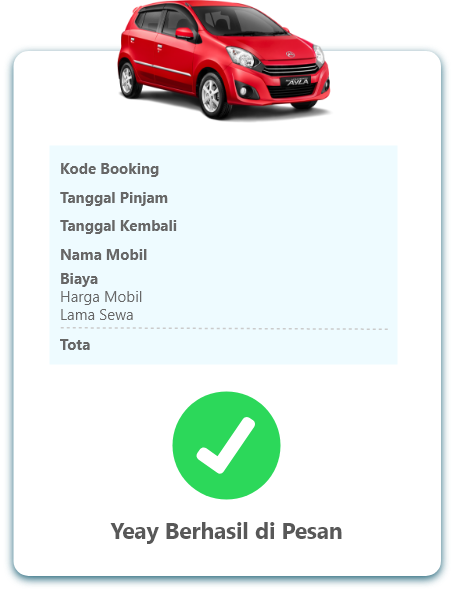 AYLA
Kode Booking
Tanggal Pinjam
Tanggal Kembali
Nama Mobil
Biaya
Harga Mobil
Lama Sewa
Tota
Yeay Berhasil di Pesan